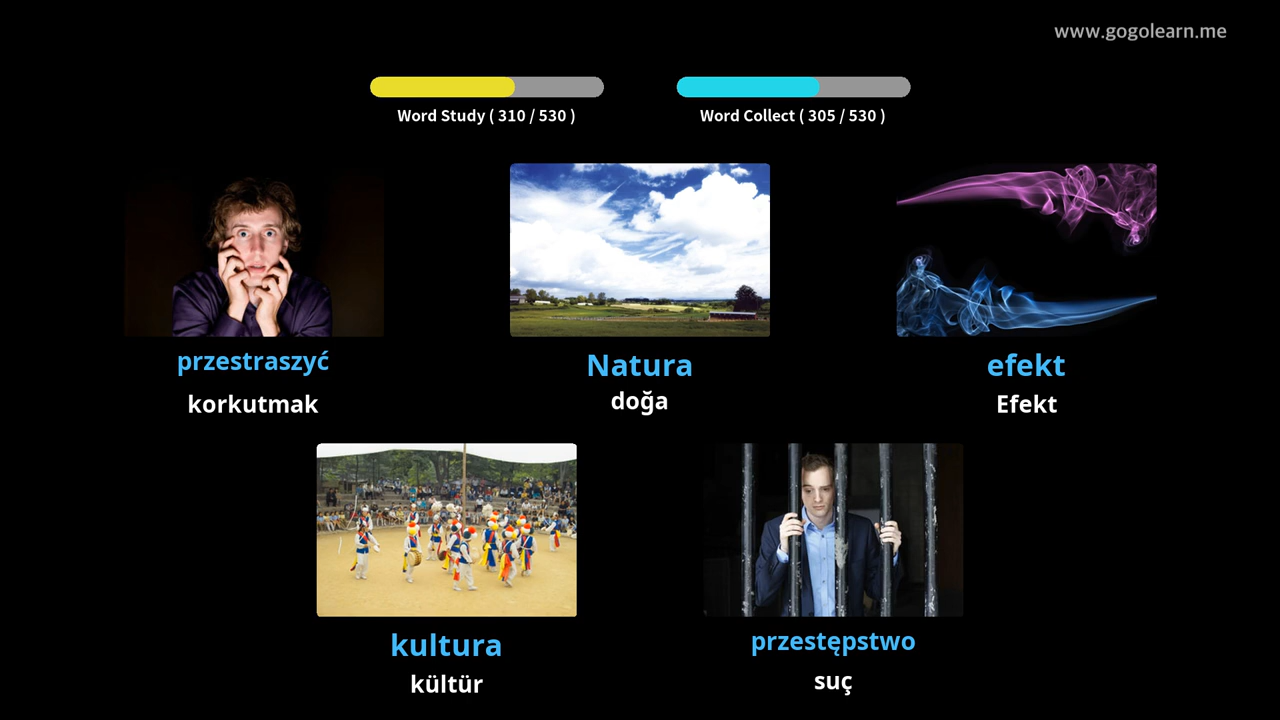 www.gogolearn.me
Word Study ( 310 / 530 )
Word Collect ( 305 / 530 )
przestraszyć
korkutmak
Natura
doğa
efekt
Efekt
kultura
kültür
przestępstwo
suç